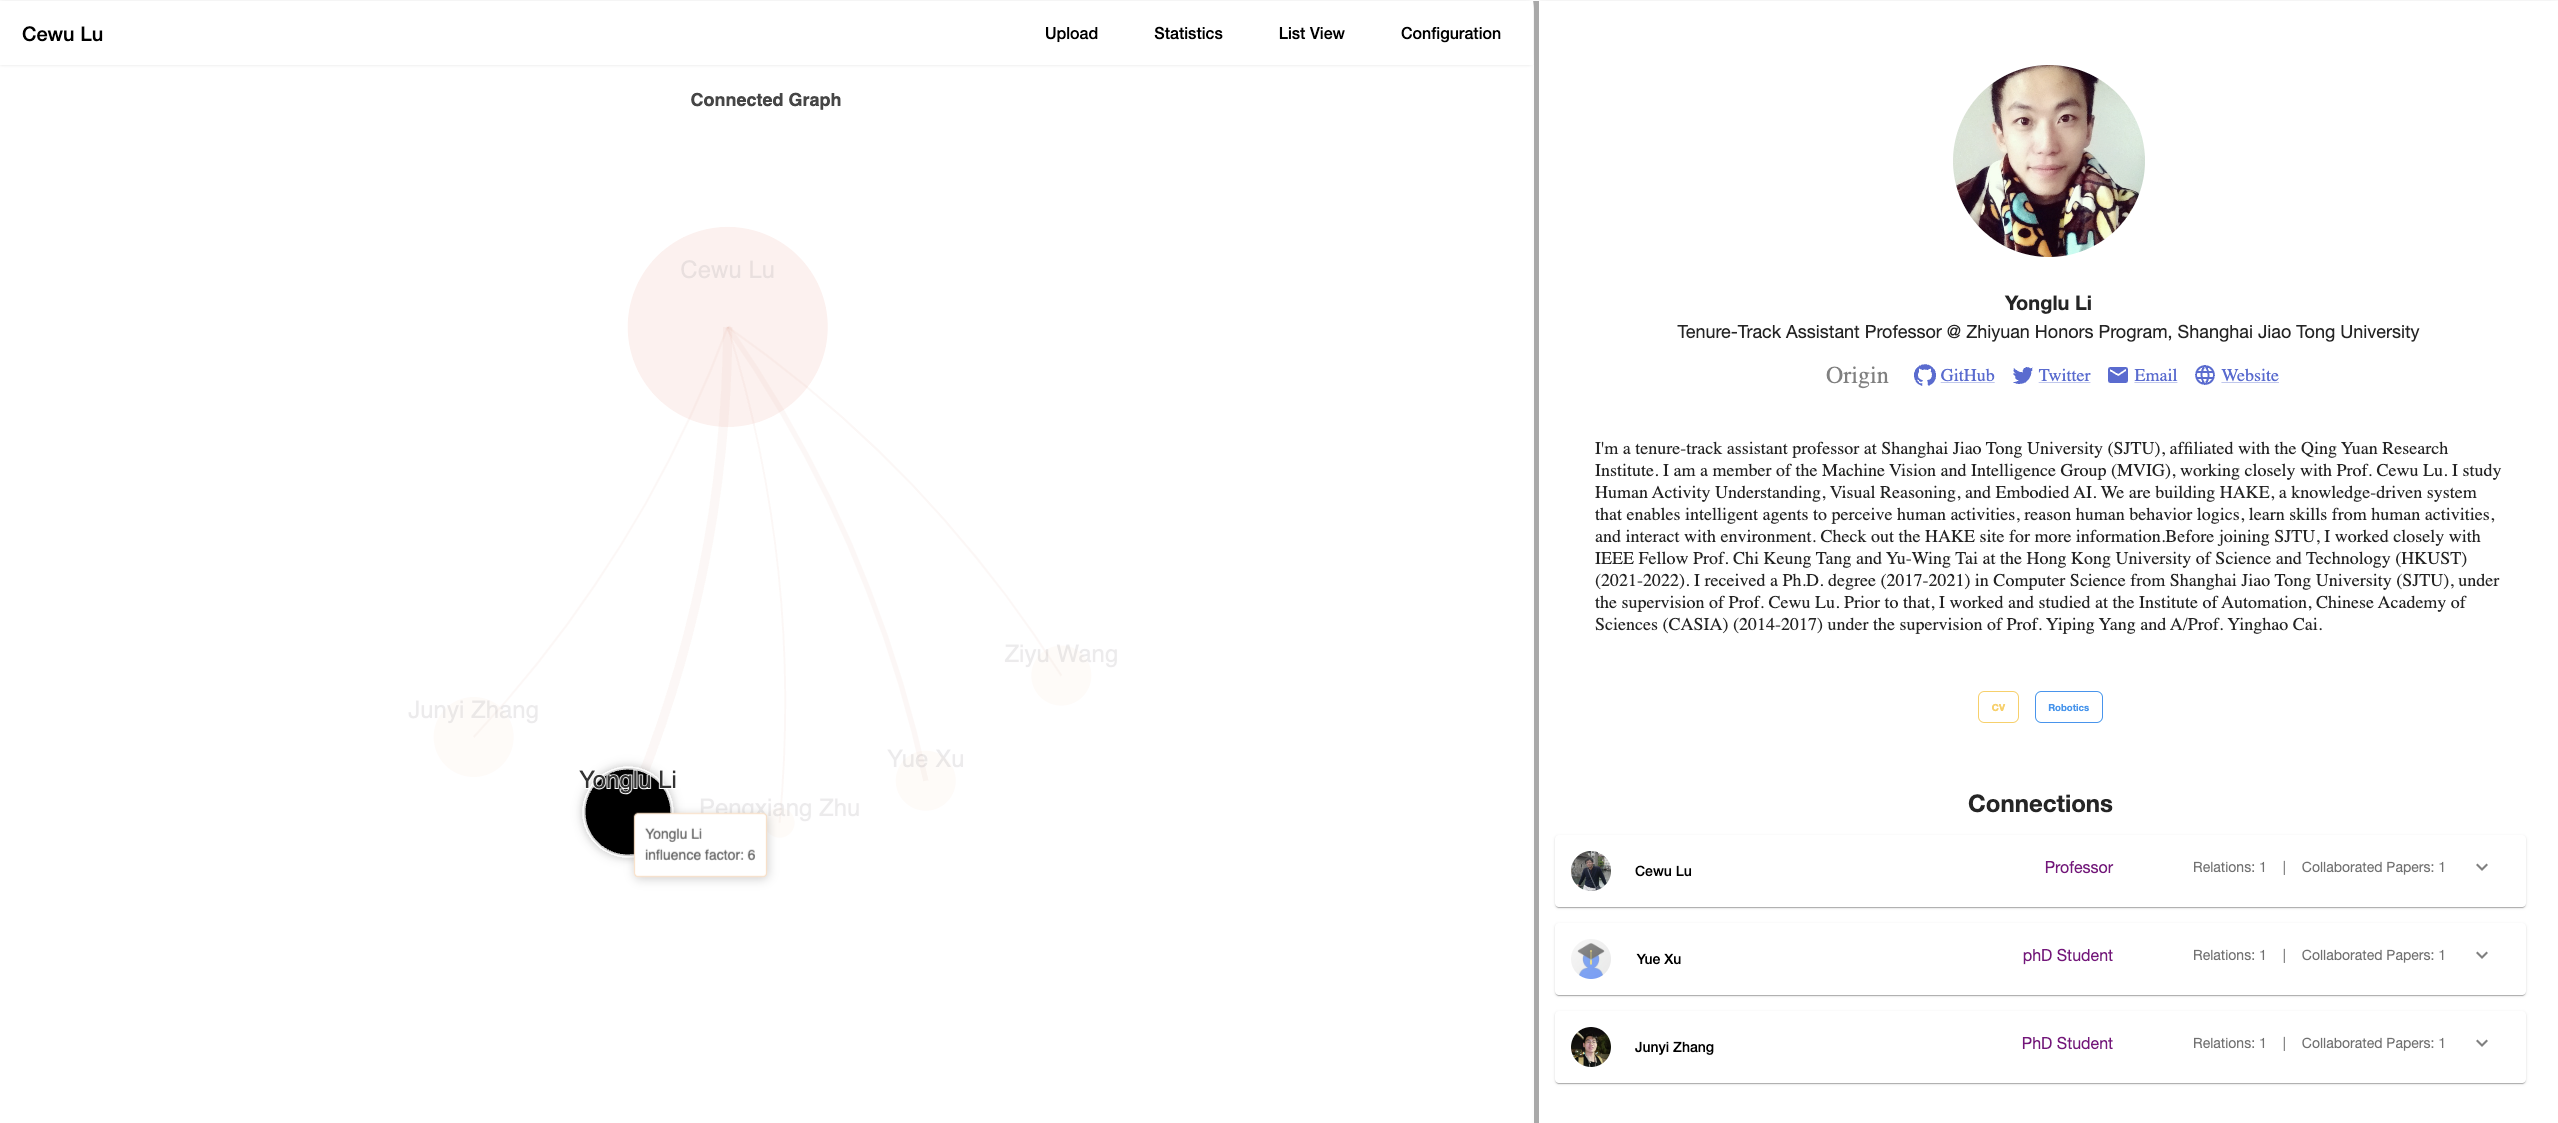 Cewu Lu
Upload
Statistics
List View
Configuration
Connected Graph
Cewu Lu
Ziyu Wang
Junyi Zhang
Yue Xu
Yonglu Li
Pengxiang Zhu
Yonglu Li
influence factor: 6
Yonglu Li
Tenure-Track Assistant Professor @ Zhiyuan Honors Program, Shanghai Jiao Tong University
Origin GitHub Twitter Email Website
I'm a tenure-track assistant professor at Shanghai Jiao Tong University (SJTU), affiliated with the Qing Yuan Research
Institute. I am a member of the Machine Vision and Intelligence Group (MVIG), working closely with Prof. Cewu Lu. I study
Human Activity Understanding, Visual Reasoning, and Embodied AI. We are building HAKE, a knowledge-driven system
that enables intelligent agents to perceive human activities, reason human behavior logics, learn skills from human activities,
and interact with environment. Check out the HAKE site for more information.Before joining SJTU, I worked closely with
IEEE Fellow Prof. Chi Keung Tang and Yu-Wing Tai at the Hong Kong University of Science and Technology (HKUST)
(2021-2022). I received a Ph.D. degree (2017-2021) in Computer Science from Shanghai Jiao Tong University (SJTU), under
the supervision of Prof. Cewu Lu. Prior to that, I worked and studied at the Institute of Automation, Chinese Academy of
Sciences (CASIA) (2014-2017) under the supervision of Prof. Yiping Yang and A/Prof. Yinghao Cai.
CV
Robotics
Connections
Cewu Lu Professor Relations: 1 | Collaborated Papers: 1
Yue Xu phD Student Relations: 1 | Collaborated Papers: 1
Junyi Zhang PhD Student Relations: 1 | Collaborated Papers: 1